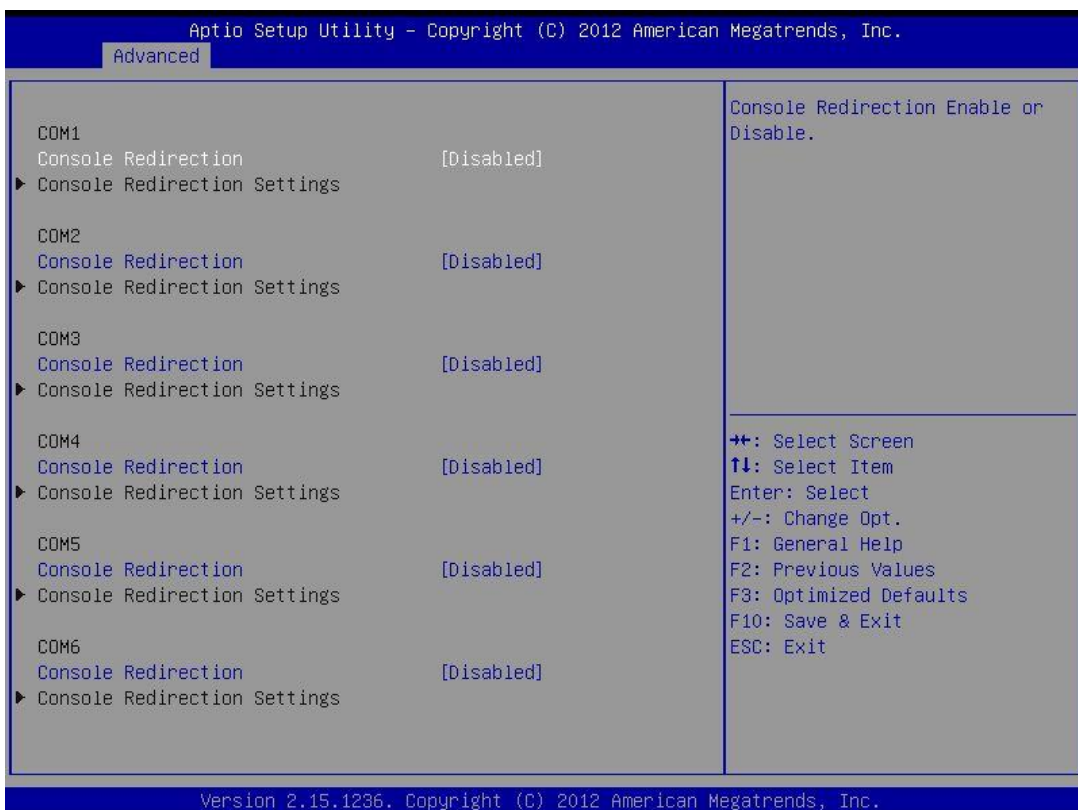 Aptio Setup Utility – Copyright (C) 2012 American Megatrends, Inc.
Advanced
COM1
Console Redirection [Disabled]
▶ Console Redirection Settings
COM2
Console Redirection [Disabled]
▶ Console Redirection Settings
COM3
Console Redirection [Disabled]
▶ Console Redirection Settings
COM4
Console Redirection [Disabled]
▶ Console Redirection Settings
COM5
Console Redirection [Disabled]
▶ Console Redirection Settings
COM6
Console Redirection [Disabled]
▶ Console Redirection Settings
Console Redirection Enable or
Disable.
→←: Select Screen
↑↓: Select Item
Enter: Select
+/-: Change Opt.
F1: General Help
F2: Previous Values
F3: Optimized Defaults
F10: Save & Exit
ESC: Exit
Version 2.15.1236. Copyright (C) 2012 American Megatrends, Inc.